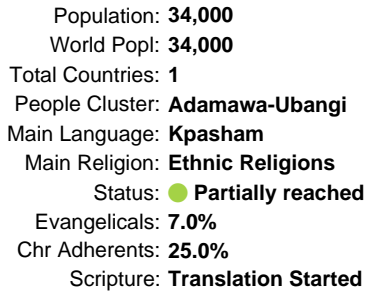 Population: 34,000
World Popl: 34,000
Total Countries: 1
People Cluster: Adamawa-Ubangi
Main Language: Kpasham
Main Religion: Ethnic Religions
Status: Partially reached
Evangelicals: 7.0%
Chr Adherents: 25.0%
Scripture: Translation Started